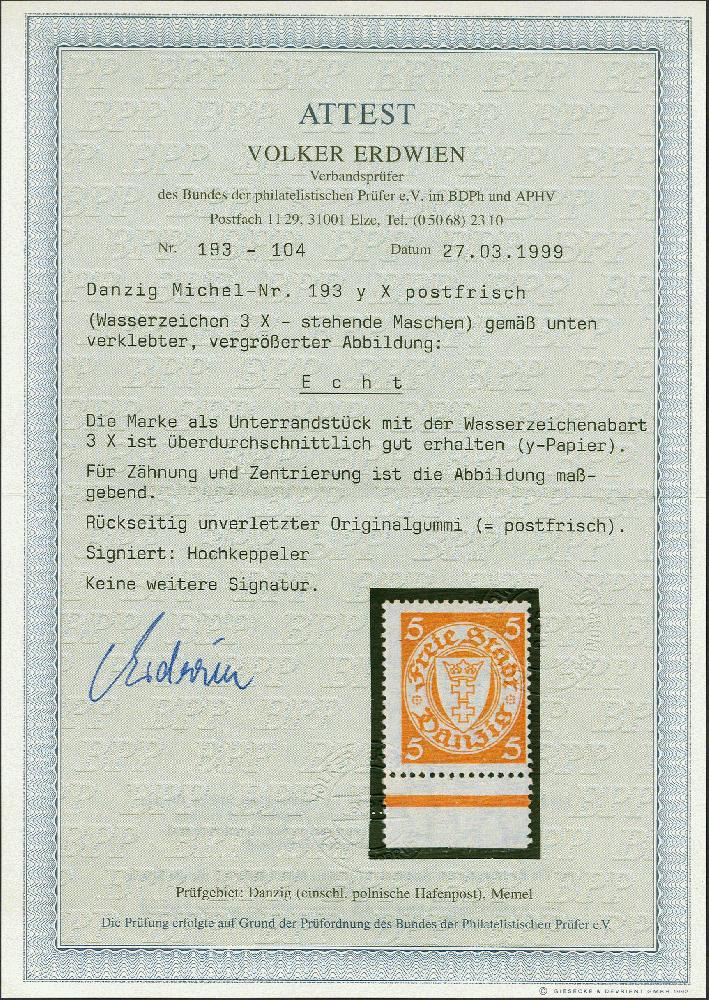 ATTEST
VOLKER ERDWIEN
Verbandsprüfer
des Bundes der philatelistischen Prüfer e.V. im BDPh und APHV
Postfach 11 29, 31001 Elze, Tel. (0 50 68) 23 10
Nr. 193 - 104 Datum 27.03.1999
Danzig Michel-Nr. 193 y X postfrisch
(Wasserzeichen 3 X - stehende Maschen) gemäß unten
verklebter, vergrößerter Abbildung:
E c h t
Die Marke als Unterrandstück mit der Wasserzeichenabart
3 X ist überdurchschnittlich gut erhalten (y-Papier).
Für Zähnung und Zentrierung ist die Abbildung maß-
gebend.
Rückseitig unverletzter Originalgummi (= postfrisch).
Signiert: Hochkeppeler
Keine weitere Signatur.
Erdwien
5 5
Freie Stadt
Danzig
5 5
Prüfgebiet: Danzig (einschl. polnische Hafenpost), Memel
Die Prüfung erfolgte auf Grund der Prüfordnung des Bundes der Philatelistischen Prüfer e.V.
© GIESECKE & DEVRIENT GMBH 1992